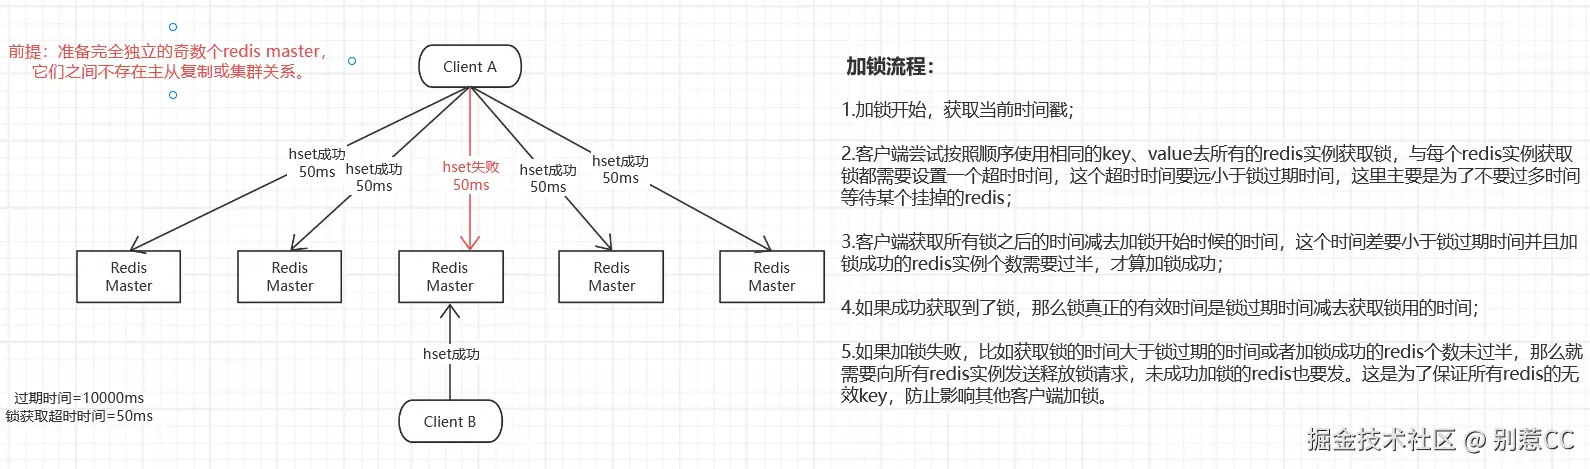 前提：准备完全独立的奇数个redis master，
它们之间不存在主从复制或集群关系。
Client A
hset成功
50ms
hset成功
50ms
hset失败
50ms
hset成功
50ms
hset成功
50ms
Redis
Master
Redis
Master
Redis
Master
Redis
Master
Redis
Master
hset成功
Client B
过期时间=10000ms
锁获取超时时间=50ms
加锁流程：
1.加锁开始，获取当前时间戳；
2.客户端尝试按照顺序使用相同的key、value去所有的redis实例获取锁，与每个redis实例获取
锁都需要设置一个超时时间，这个超时时间要远小于锁过期时间，这里主要是为了不要过多时间
等待某个挂掉的redis；
3.客户端获取所有锁之后的时间减去加锁开始时候的时间，这个时间差要小于锁过期时间并且加
锁成功的redis实例个数需要过半，才算加锁成功；
4.如果成功获取到了锁，那么锁真正的有效时间是锁过期时间减去获取锁用的时间；
5.如果加锁失败，比如获取锁的时间大于锁过期的时间或者加锁成功的redis个数未过半，那么就
需要向所有redis实例发送释放锁请求，未成功加锁的redis也要发。这是为了保证所有redis的无
效key，防止影响其他客户端加锁。
掘金技术社区 @ 别惹CC